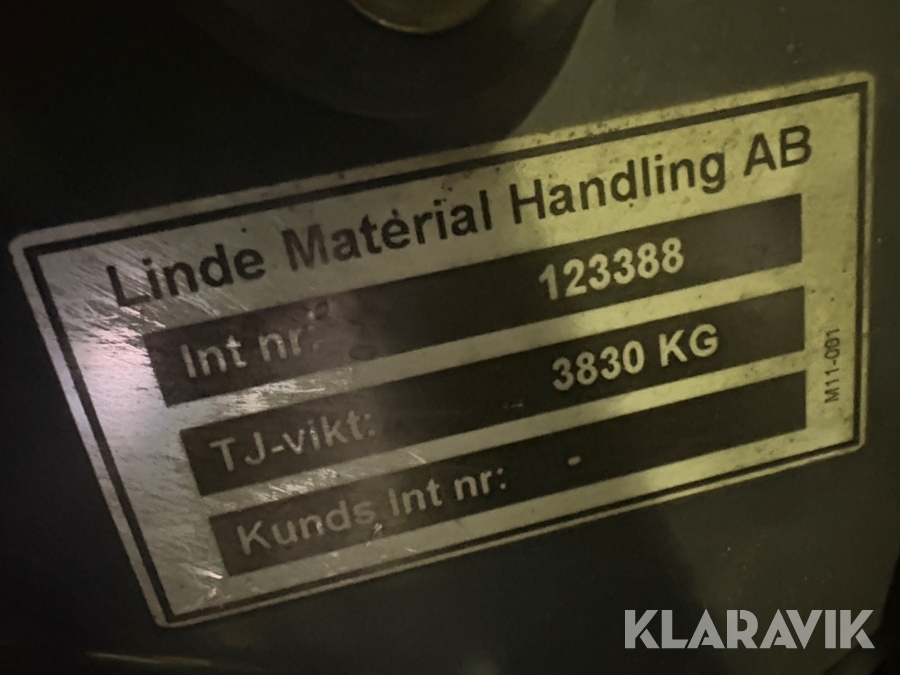 Linde Material Handling AB
Int nr: 123388
TJ-vikt: 3830 KG
Kunds Int nr: -
M11-001
KLARAVIK